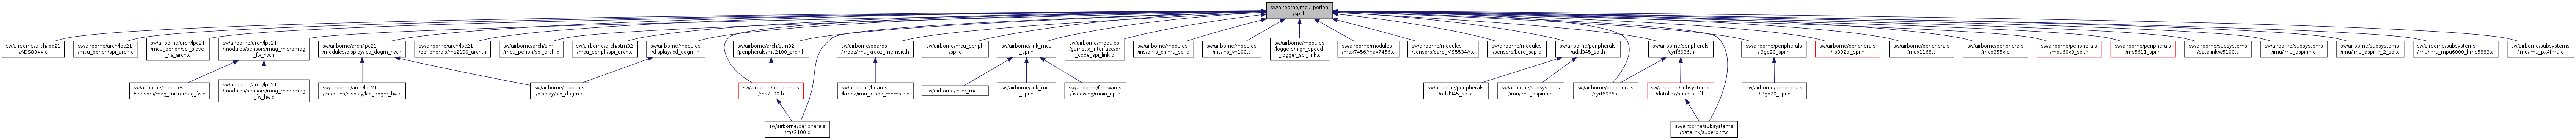 sw/airborne/mcu_periph
/spi.h
sw/airborne/arch/lpc21
/ADS8344.c
sw/airborne/arch/lpc21
/mcu_periph/spi_arch.c
sw/airborne/arch/lpc21
/mcu_periph/spi_slave
_hs_arch.c
sw/airborne/arch/lpc21
/modules/sensors/mag_micromag
_fw_hw.h
sw/airborne/arch/lpc21
/modules/display/lcd_dogm_hw.h
sw/airborne/arch/lpc21
/peripherals/ms2100_arch.h
sw/airborne/arch/sim
/mcu_periph/spi_arch.c
sw/airborne/arch/stm32
/mcu_periph/spi_arch.c
sw/airborne/modules
/display/lcd_dogm.h
sw/airborne/arch/stm32
/peripherals/ms2100_arch.h
sw/airborne/boards
/krooz/imu_krooz_memsic.h
sw/airborne/mcu_periph
/spi.c
sw/airborne/link_mcu
_spi.h
sw/airborne/modules
/gumstix_interface/qr
_code_spi_link.c
sw/airborne/modules
/ins/ahrs_chimu_spi.c
sw/airborne/modules
/ins/ins_vn100.c
sw/airborne/modules
/loggers/high_speed
_logger_spi_link.c
sw/airborne/modules
/max7456/max7456.c
sw/airborne/modules
/sensors/baro_MS5534A.c
sw/airborne/modules
/sensors/baro_scp.c
sw/airborne/peripherals
/adxl345_spi.h
sw/airborne/peripherals
/cyrf6936.h
sw/airborne/peripherals
/l3gd20_spi.h
sw/airborne/peripherals
/lis302dl_spi.h
sw/airborne/peripherals
/max1168.c
sw/airborne/peripherals
/mcp355x.c
sw/airborne/peripherals
/mpu60x0_spi.h
sw/airborne/peripherals
/ms5611_spi.h
sw/airborne/subsystems
/datalink/w5100.c
sw/airborne/subsystems
/imu/imu_aspirin.c
sw/airborne/subsystems
/imu/imu_aspirin_2_spi.c
sw/airborne/subsystems
/imu/imu_mpu6000_hmc5883.c
sw/airborne/subsystems
/imu/imu_px4fmu.c
sw/airborne/modules
/sensors/mag_micromag_fw.c
sw/airborne/arch/lpc21
/modules/sensors/mag_micromag
_fw_hw.c
sw/airborne/arch/lpc21
/modules/display/lcd_dogm_hw.c
sw/airborne/modules
/display/lcd_dogm.c
sw/airborne/peripherals
/ms2100.h
sw/airborne/boards
/krooz/imu_krooz_memsic.c
sw/airborne/inter_mcu.c
sw/airborne/link_mcu
_spi.c
sw/airborne/firmwares
/fixedwing/main_ap.c
sw/airborne/peripherals
/adxl345_spi.c
sw/airborne/subsystems
/imu/imu_aspirin.h
sw/airborne/peripherals
/cyrf6936.c
sw/airborne/subsystems
/datalink/superbitrf.h
sw/airborne/peripherals
/l3gd20_spi.c
sw/airborne/peripherals
/ms2100.c
sw/airborne/subsystems
/datalink/superbitrf.c